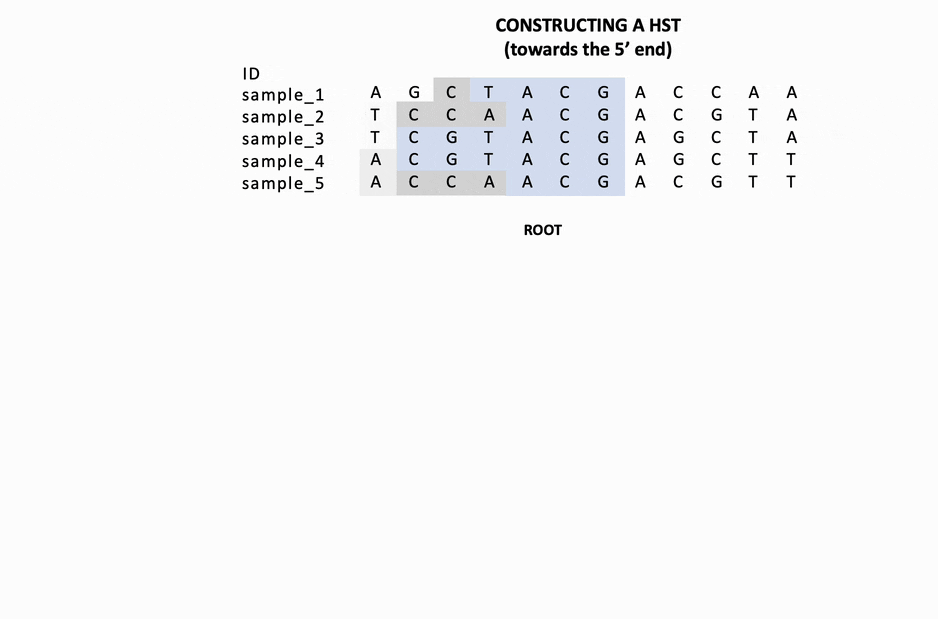 CONSTRUCTING A HST
(towards the 5’ end)
ID
sample_1 A G C T A C G A C C A A
sample_2 T C C A A C G A C G T A
sample_3 T C G T A C G A G C T A
sample_4 A C G T A C G A G C T T
sample_5 A C C A A C G A C G T T
ROOT